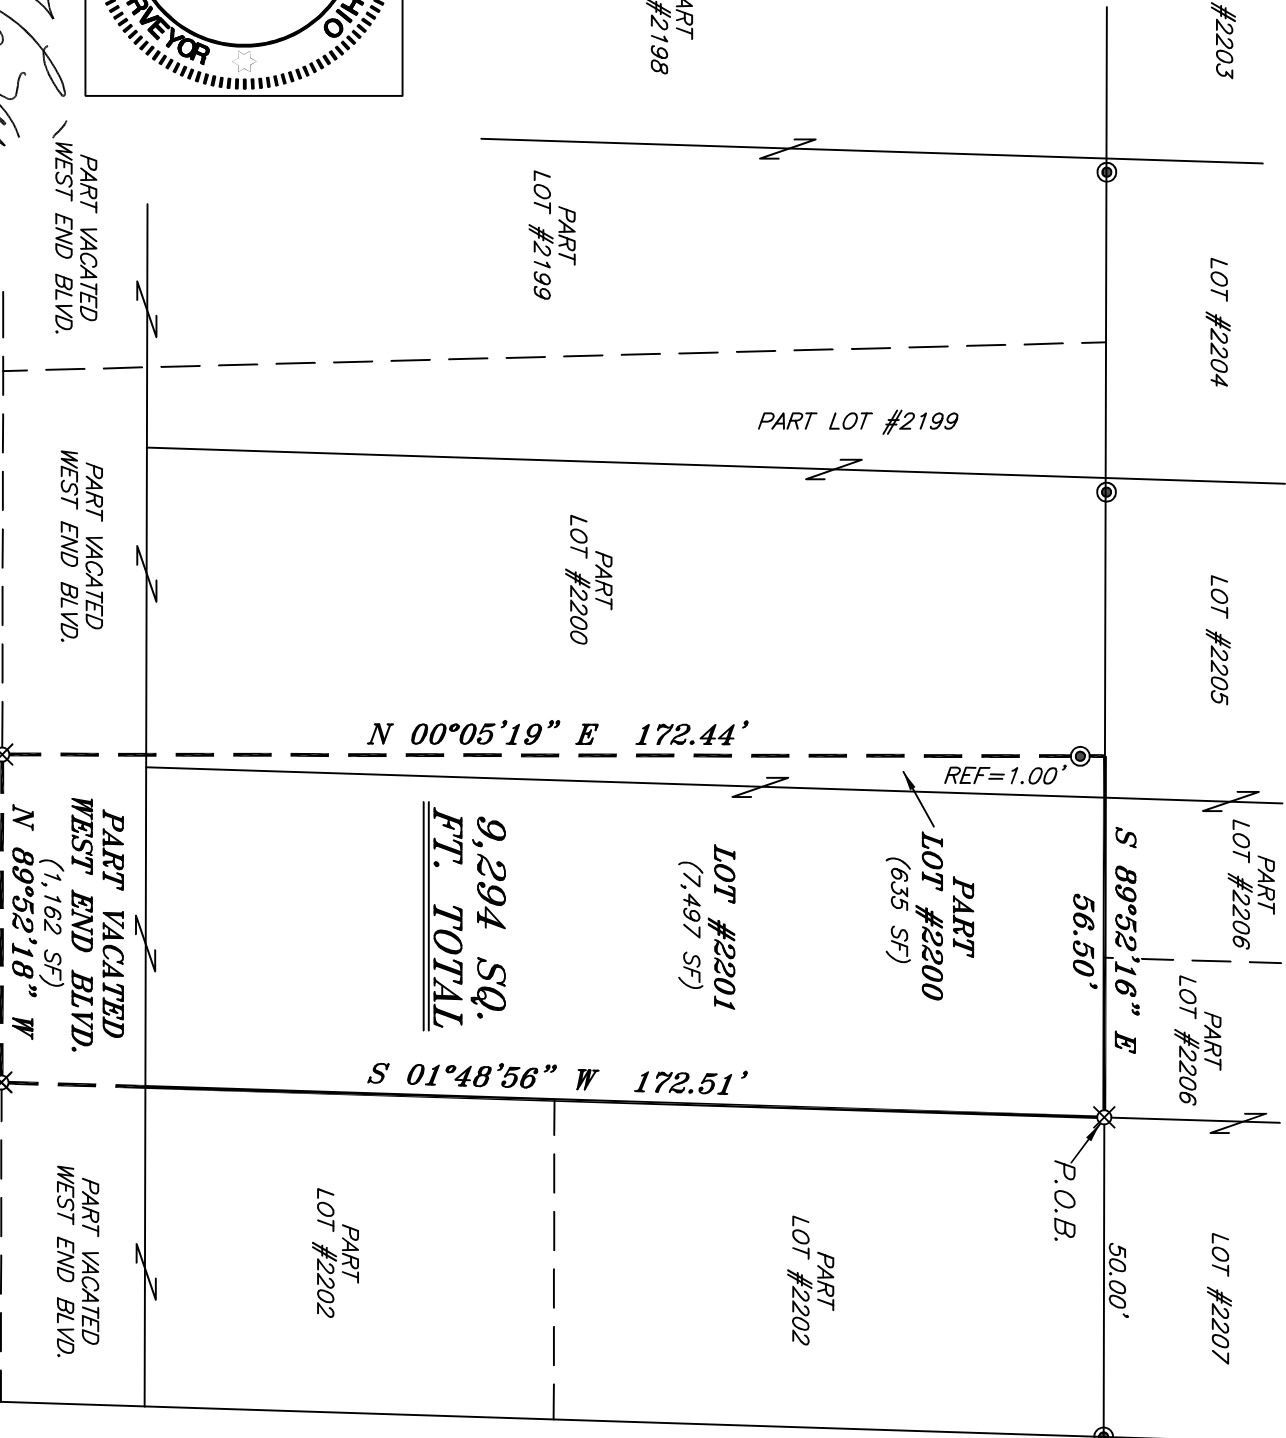 RVEYOR
OIHO
PART
#2198
#2203
PART VACATED
WEST END BLVD.
PART
LOT #2199
LOT #2204
PART LOT #2199
PART VACATED
WEST END BLVD.
PART
LOT #2200
LOT #2205
N 00°05'19" E 172.44'
REF=1.00'
S 89°52'16" E
56.50'
PART
LOT #2206
PART
LOT #2206
PART
LOT #2200
(635 SF)
LOT #2201
(7,497 SF)
9,294 SQ.
FT. TOTAL
PART VACATED
WEST END BLVD.
(1,162 SF)
N 89°52'18" W
S 01°48'56" W 172.51'
P.O.B.
50.00'
LOT #2207
PART
LOT #2202
PART
LOT #2202
PART VACATED
WEST END BLVD.